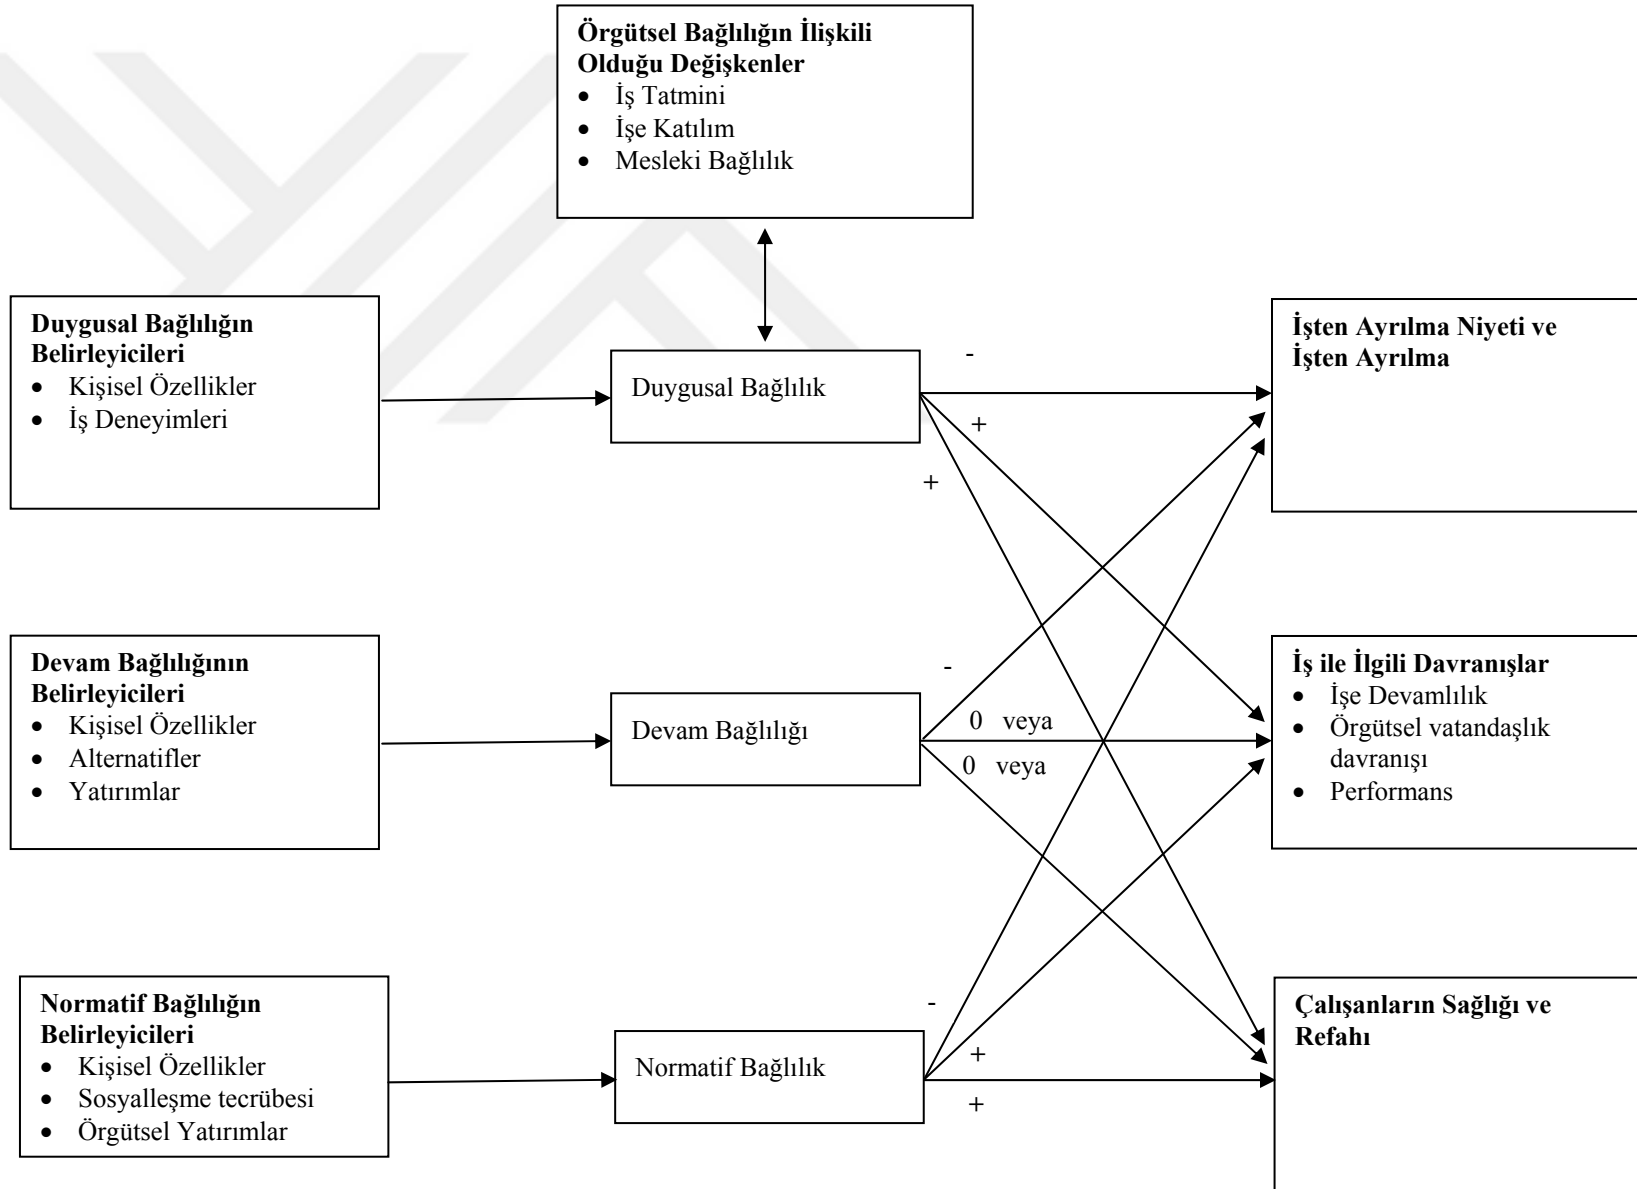 Örgütsel Bağlılığın İlişkili
Olduğu Değişkenler
• İş Tatmini
• İşe Katılım
• Mesleki Bağlılık
Duygusal Bağlılığın
Belirleyicileri
• Kişisel Özellikler
• İş Deneyimleri
Duygusal Bağlılık
-
+
+
İşten Ayrılma Niyeti ve
İşten Ayrılma
Devam Bağlılığının
Belirleyicileri
• Kişisel Özellikler
• Alternatifler
• Yatırımlar
Devam Bağlılığı
-
0 veya
0 veya
İş ile İlgili Davranışlar
• İşe Devamlılık
• Örgütsel vatandaşlık
davranışı
• Performans
Normatif Bağlılığın
Belirleyicileri
• Kişisel Özellikler
• Sosyalleşme tecrübesi
• Örgütsel Yatırımlar
Normatif Bağlılık
-
+
+
Çalışanların Sağlığı ve
Refahı